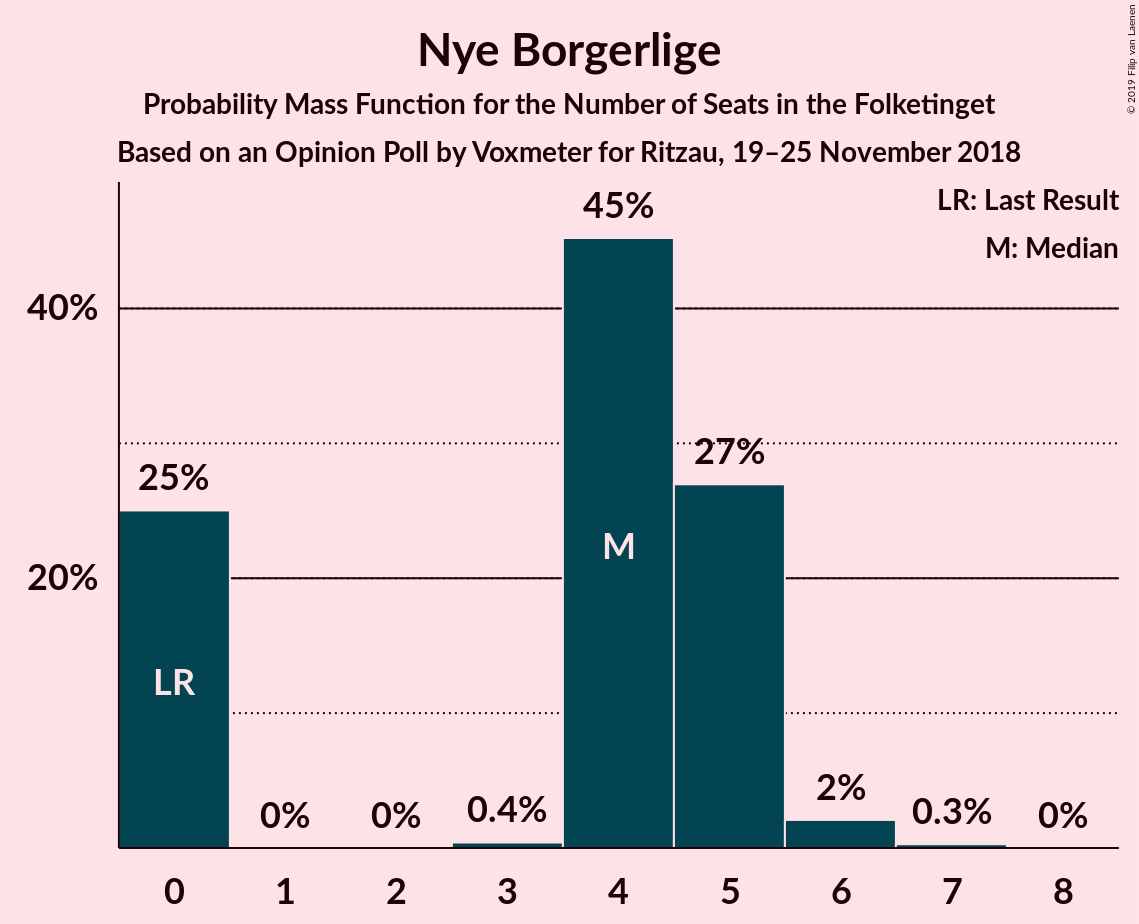 Nye Borgerlige
Probability Mass Function for the Number of Seats in the Folketinget
Based on an Opinion Poll by Voxmeter for Ritzau, 19–25 November 2018
© 2019 Filip van Laenen
LR: Last Result
M: Median
45%
40%
27%
25%
M
20%
LR
2%
0.4%
0.3%
0%
0%
0%
0 1 2 3 4 5 6 7 8